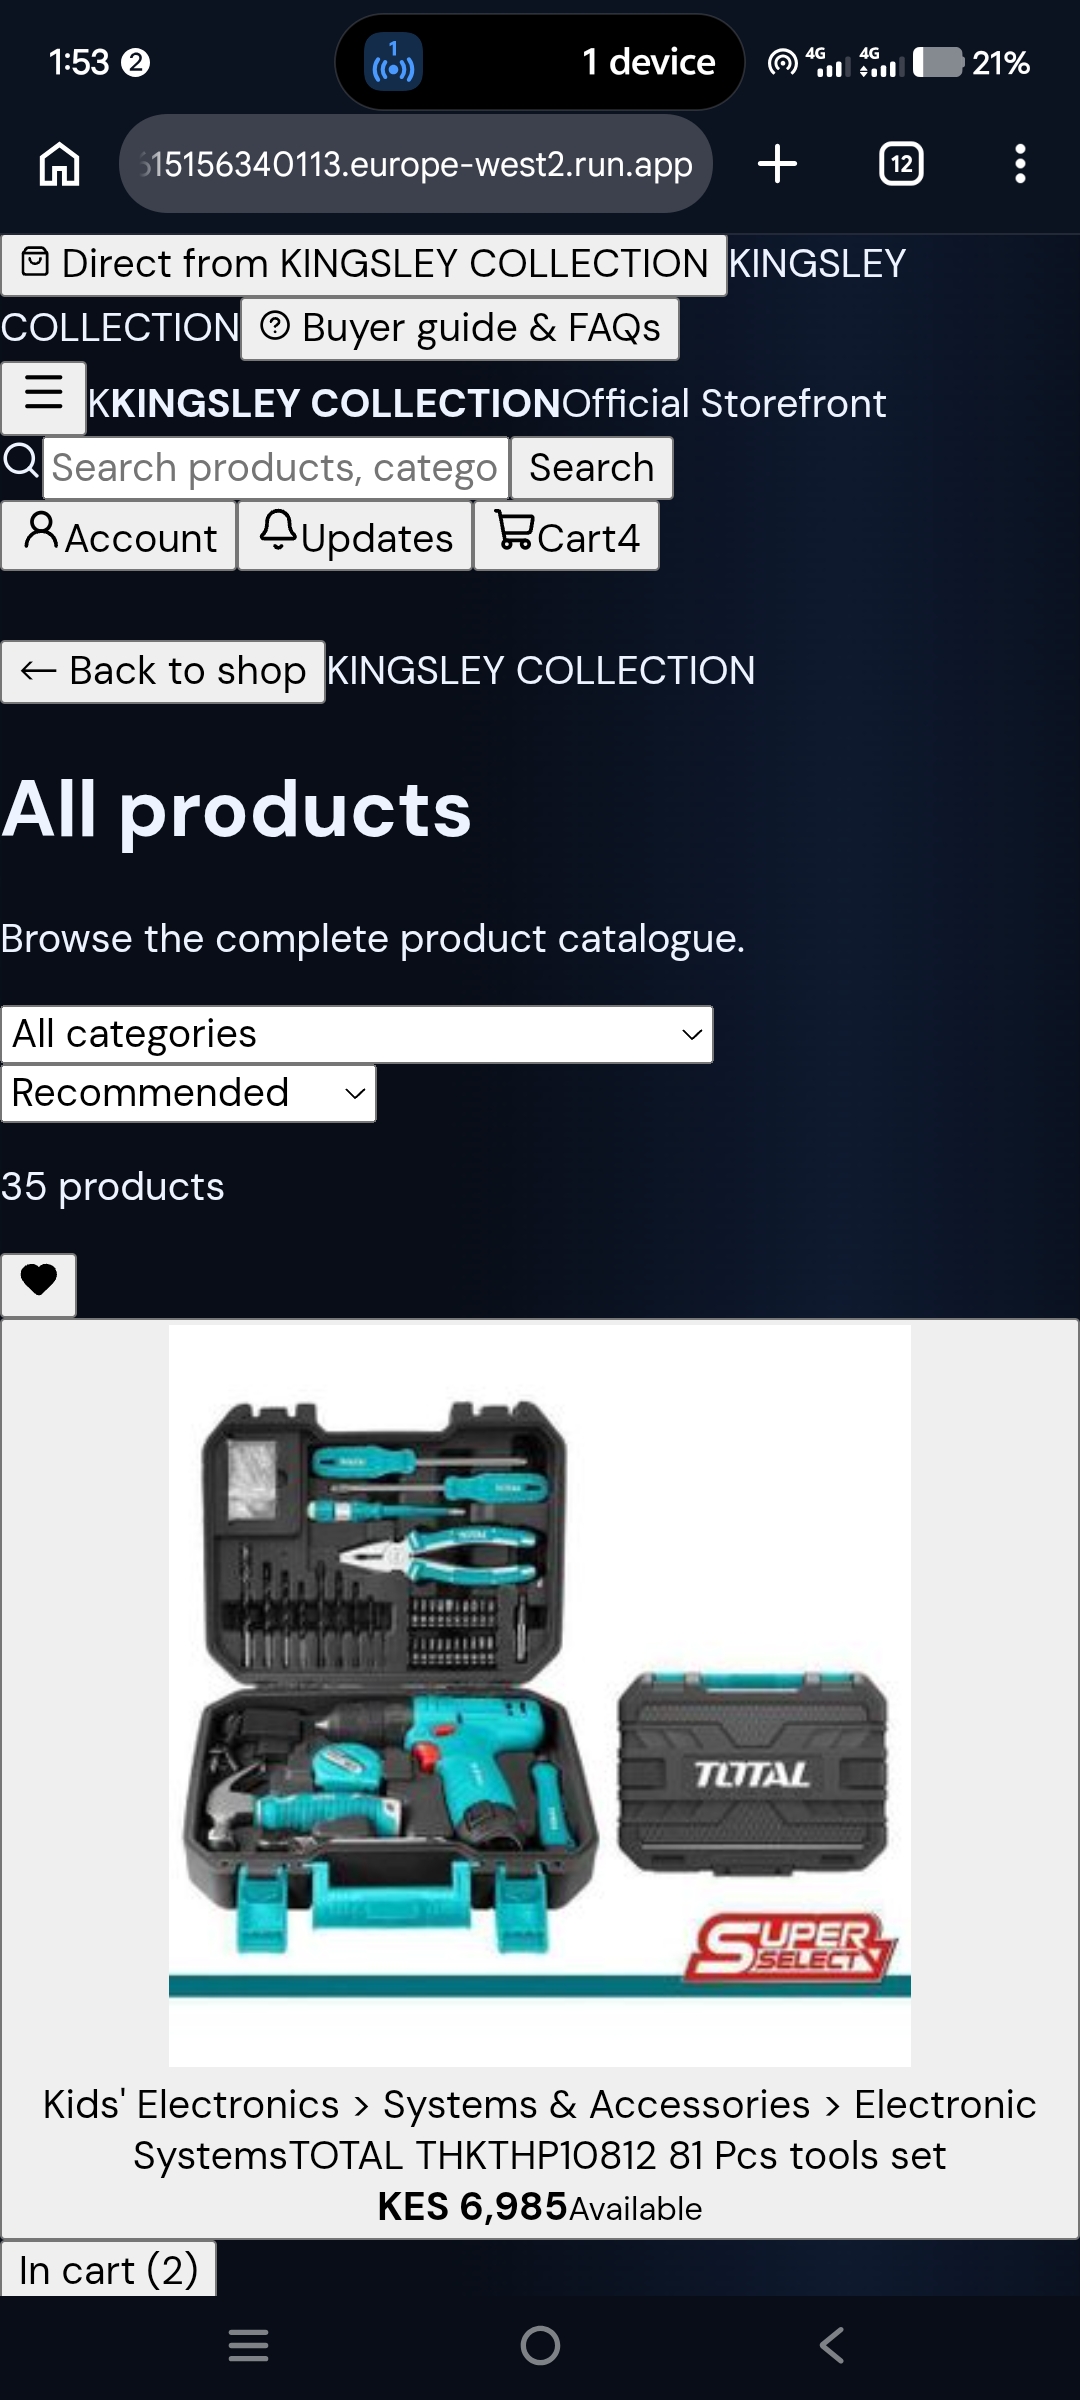 1:53 2 1 1 device 4G 4G 21%
515156340113.europe-west2.run.app 12
Direct from KINGSLEY COLLECTION KINGSLEY
COLLECTION Buyer guide & FAQs
KKINGSLEY COLLECTIONOfficial Storefront
Search products, catego Search
Account Updates Cart4
← Back to shop KINGSLEY COLLECTION
All products
Browse the complete product catalogue.
All categories
Recommended
35 products
TOTAL
TOTAL
SUPER
SELECT
Kids' Electronics > Systems & Accessories > Electronic
SystemsTOTAL THKTHP10812 81 Pcs tools set
KES 6,985Available
In cart (2)